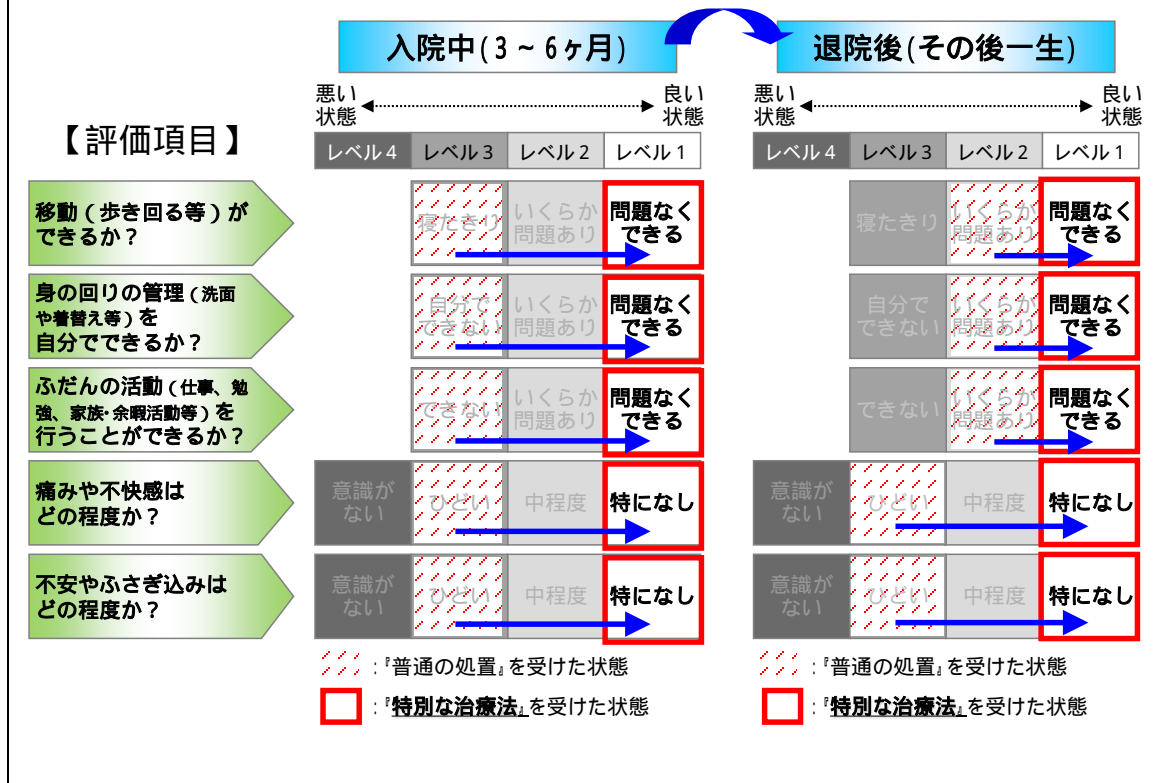 入院中(3～6ヶ月)
退院後(その後一生)
悪い
状態
良い
状態
悪い
状態
良い
状態
【評価項目】
レベル4 レベル3 レベル2 レベル1
レベル4 レベル3 レベル2 レベル1
移動(歩き回る等)が
できるか？
寝たきり
いくらか
問題あり
問題なく
できる
寝たきり
いくらか
問題あり
問題なく
できる
身の回りの管理(洗面
や着替え等)を
自分でできるか？
自分で
できない
いくらか
問題あり
問題なく
できる
自分で
できない
いくらか
問題あり
問題なく
できる
ふだんの活動(仕事、勉
強、家族･余暇活動等)を
行うことができるか？
できない
いくらか
問題あり
問題なく
できる
できない
いくらか
問題あり
問題なく
できる
痛みや不快感は
どの程度か？
意識が
ない
ひどい
中程度
特になし
意識が
ない
ひどい
中程度
特になし
不安やふさぎ込みは
どの程度か？
意識が
ない
ひどい
中程度
特になし
意識が
ない
ひどい
中程度
特になし
:『普通の処置』を受けた状態
:『特別な治療法』を受けた状態
:『普通の処置』を受けた状態
:『特別な治療法』を受けた状態